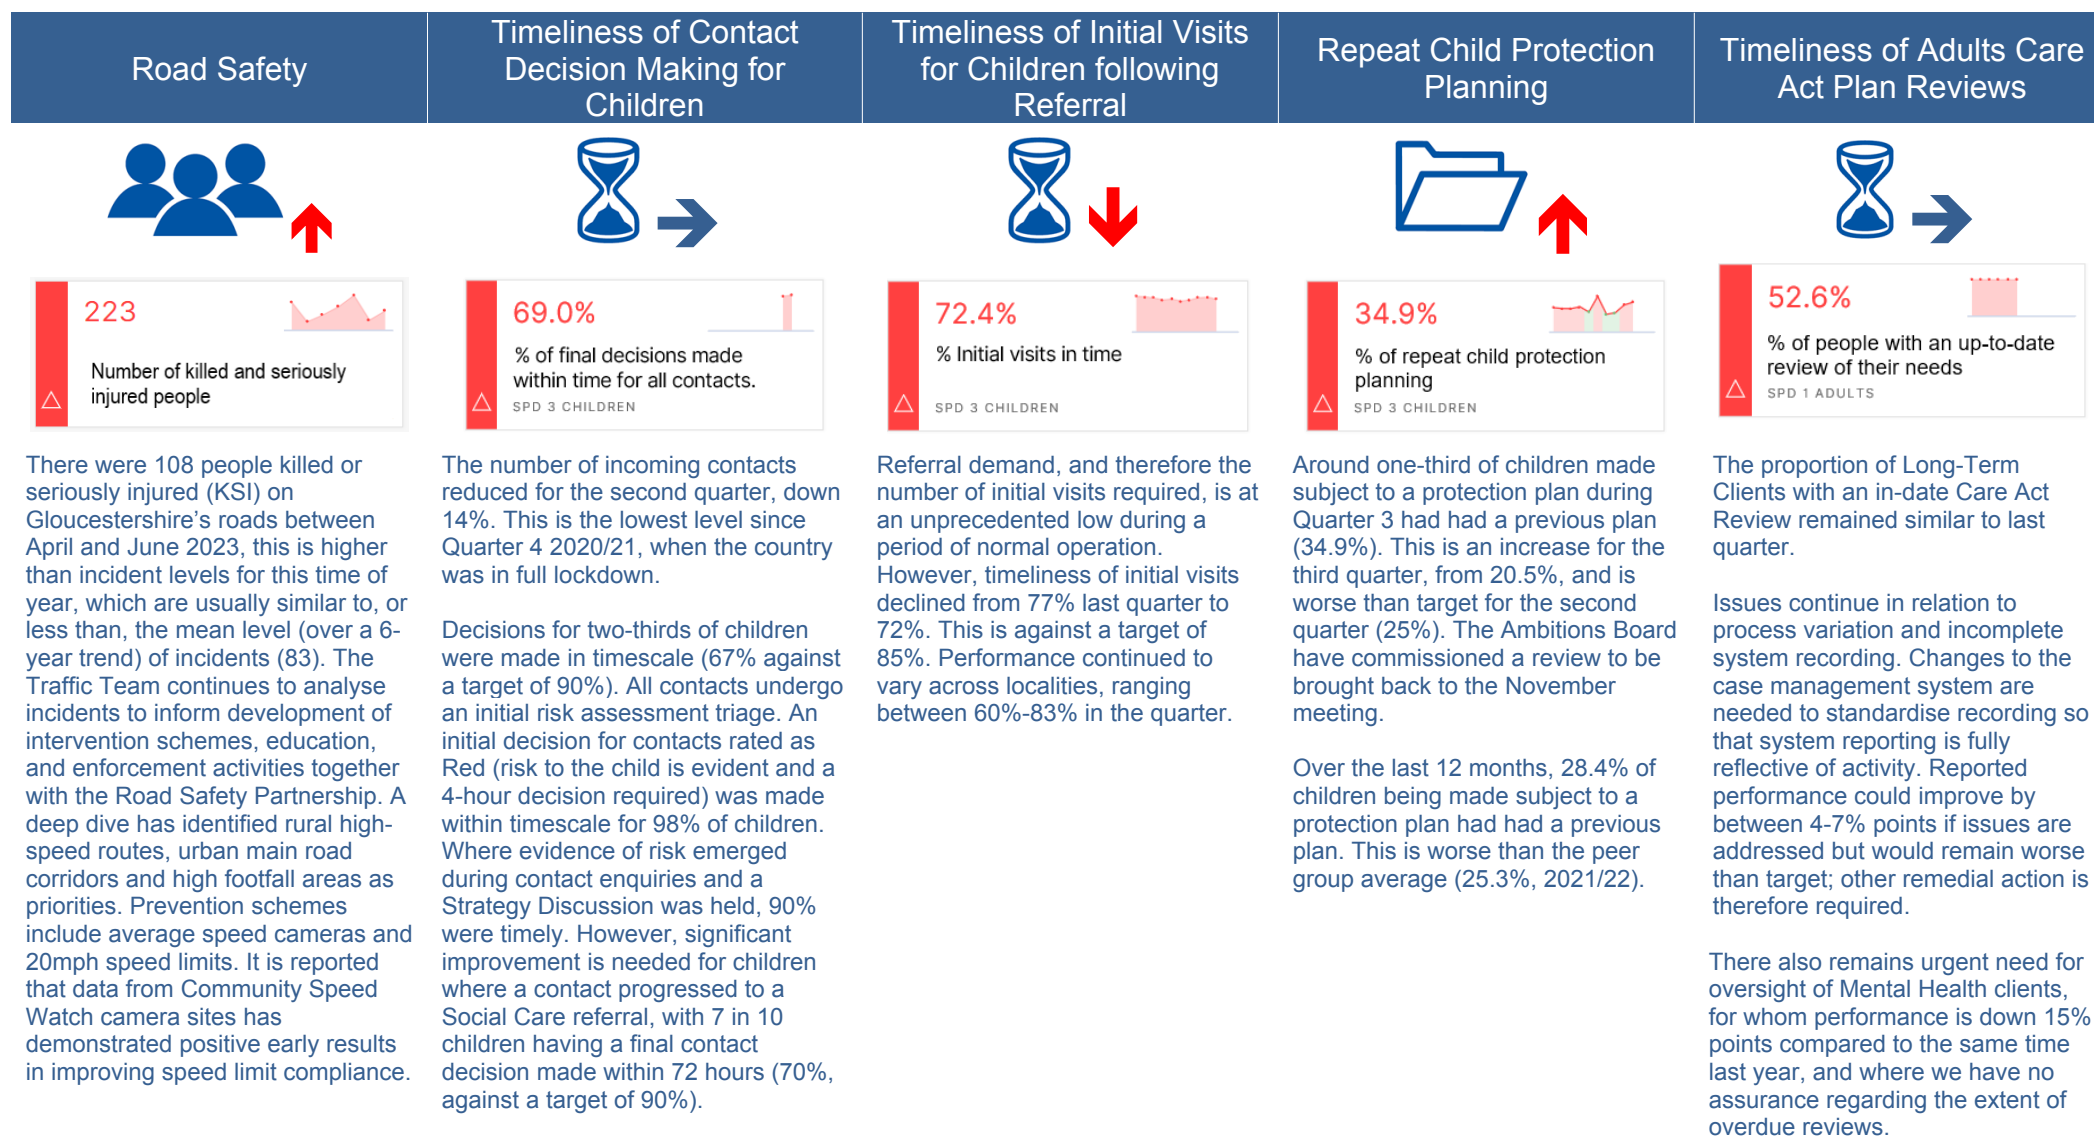 Road Safety
Timeliness of Contact
Decision Making for
Children
Timeliness of Initial Visits
for Children following
Referral
Repeat Child Protection
Planning
Timeliness of Adults Care
Act Plan Reviews
223
Number of killed and seriously
injured people
69.0%
% of final decisions made
within time for all contacts.
SPD 3 CHILDREN
72.4%
% Initial visits in time
SPD 3 CHILDREN
34.9%
% of repeat child protection
planning
SPD 3 CHILDREN
52.6%
% of people with an up-to-date
review of their needs
SPD 1 ADULTS
There were 108 people killed or
seriously injured (KSI) on
Gloucestershire’s roads between
April and June 2023, this is higher
than incident levels for this time of
year, which are usually similar to, or
less than, the mean level (over a 6-
year trend) of incidents (83). The
Traffic Team continues to analyse
incidents to inform development of
intervention schemes, education,
and enforcement activities together
with the Road Safety Partnership. A
deep dive has identified rural high-
speed routes, urban main road
corridors and high footfall areas as
priorities. Prevention schemes
include average speed cameras and
20mph speed limits. It is reported
that data from Community Speed
Watch camera sites has
demonstrated positive early results
in improving speed limit compliance.
The number of incoming contacts
reduced for the second quarter, down
14%. This is the lowest level since
Quarter 4 2020/21, when the country
was in full lockdown.
Decisions for two-thirds of children
were made in timescale (67% against
a target of 90%). All contacts undergo
an initial risk assessment triage. An
initial decision for contacts rated as
Red (risk to the child is evident and a
4-hour decision required) was made
within timescale for 98% of children.
Where evidence of risk emerged
during contact enquiries and a
Strategy Discussion was held, 90%
were timely. However, significant
improvement is needed for children
where a contact progressed to a
Social Care referral, with 7 in 10
children having a final contact
decision made within 72 hours (70%,
against a target of 90%).
Referral demand, and therefore the
number of initial visits required, is at
an unprecedented low during a
period of normal operation.
However, timeliness of initial visits
declined from 77% last quarter to
72%. This is against a target of
85%. Performance continued to
vary across localities, ranging
between 60%-83% in the quarter.
Around one-third of children made
subject to a protection plan during
Quarter 3 had had a previous plan
(34.9%). This is an increase for the
third quarter, from 20.5%, and is
worse than target for the second
quarter (25%). The Ambitions Board
have commissioned a review to be
brought back to the November
meeting.
Over the last 12 months, 28.4% of
children being made subject to a
protection plan had had a previous
plan. This is worse than the peer
group average (25.3%, 2021/22).
The proportion of Long-Term
Clients with an in-date Care Act
Review remained similar to last
quarter.
Issues continue in relation to
process variation and incomplete
system recording. Changes to the
case management system are
needed to standardise recording so
that system reporting is fully
reflective of activity. Reported
performance could improve by
between 4-7% points if issues are
addressed but would remain worse
than target; other remedial action is
therefore required.
There also remains urgent need for
oversight of Mental Health clients,
for whom performance is down 15%
points compared to the same time
last year, and where we have no
assurance regarding the extent of
overdue reviews.